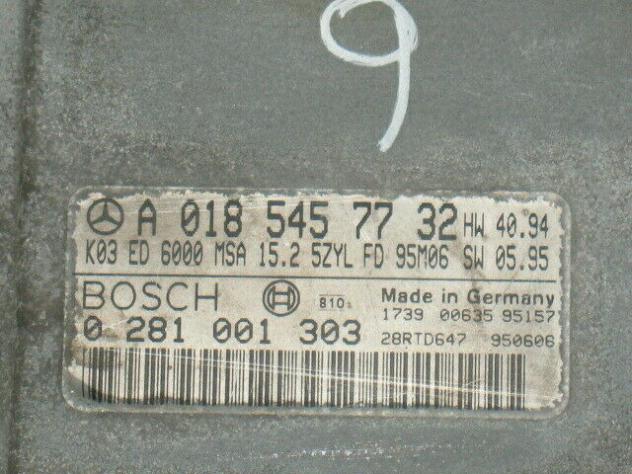 9
A 018 545 77 32 HW 40.94
K03 ED 6000 MSA 15.2 5ZYL FD 95M06 SW 05.95
BOSCH 810 Made in Germany
1739 00635 95157
0 281 001 303 28RTD647 950606